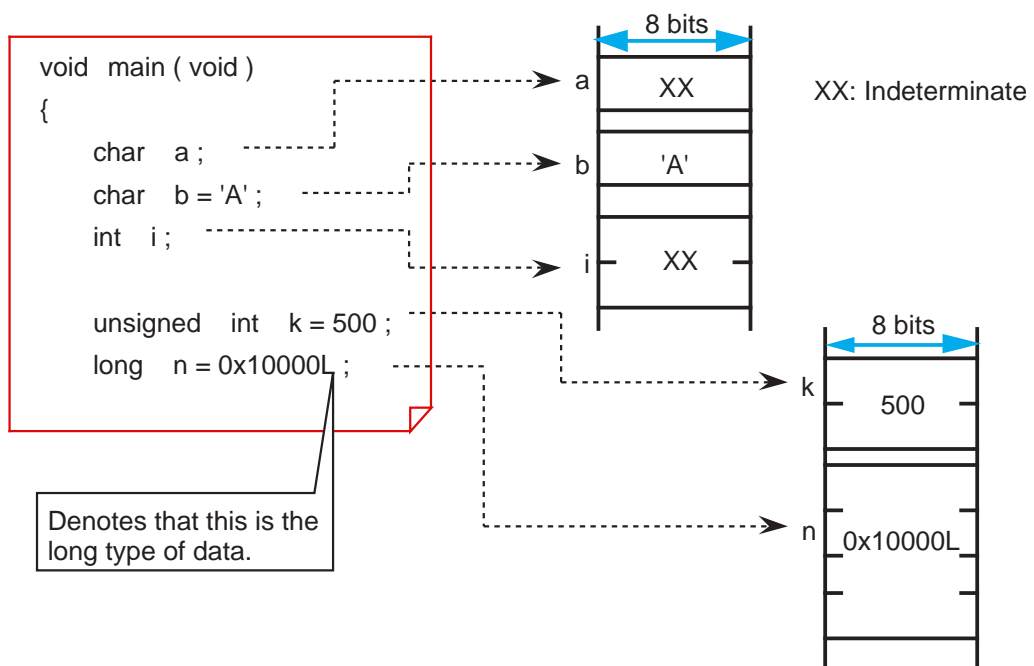 void main ( void )
{
char a ;
char b = 'A' ;
int i ;
unsigned int k = 500 ;
long n = 0x10000L ;
Denotes that this is the
long type of data.
8 bits
a XX
b 'A'
i XX
XX: Indeterminate
8 bits
k 500
n 0x10000L